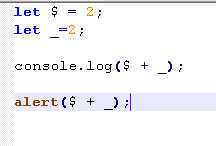 let $ = 2;
let _=2;
console.log($ + _);
alert($ + _);